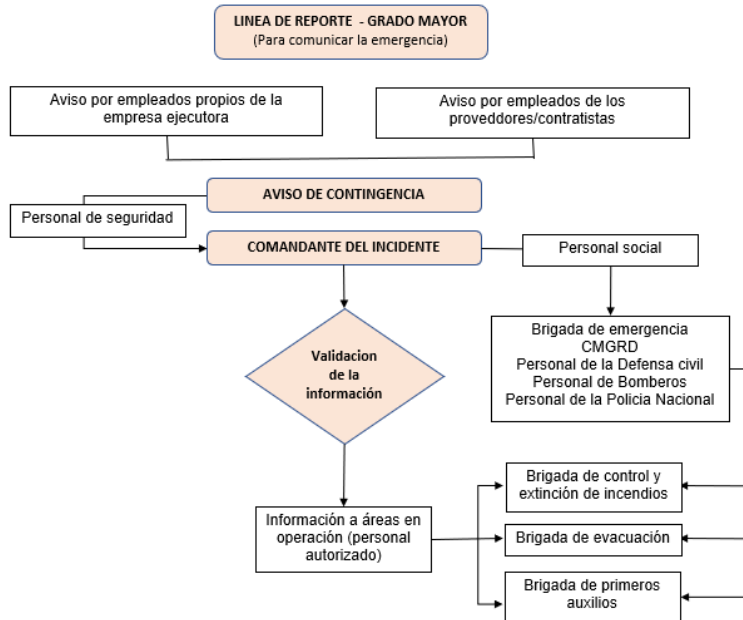 LINEA DE REPORTE - GRADO MAYOR
(Para comunicar la emergencia)
Aviso por empleados propios de la
empresa ejecutora
Aviso por empleados de los
proveddores/contratistas
AVISO DE CONTINGENCIA
Personal de seguridad
COMANDANTE DEL INCIDENTE
Personal social
Validacion
de la
información
Brigada de emergencia
CMGRD
Personal de la Defensa civil
Personal de Bomberos
Personal de la Policia Nacional
Información a áreas en
operación (personal
autorizado)
Brigada de control y
extinción de incendios
Brigada de evacuación
Brigada de primeros
auxilios